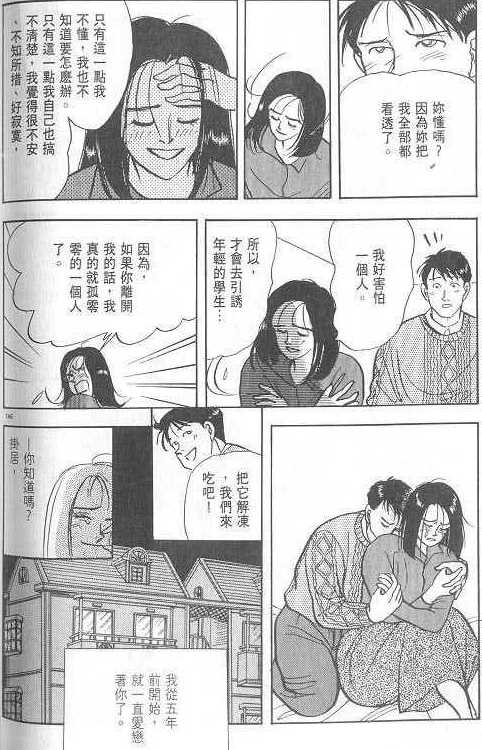 妳懂嗎？
因為妳把
我全部都
看透了。
只有這一點我
不懂，我也不
知道要怎麼辦。
只有這一點我自己也搞
不清楚，我覺得很不安
、不知所措、好寂寞，
我好害怕
一個人。
所以，
才會去引誘
年輕的學生…
因為，
如果你離開
我的話，我
真的就孤零
零的一個人
了。
把它解凍
，我們來
吃吧！
—你知道嗎？
掛居，
我從五年
前開始，
就一直愛戀
著你了。